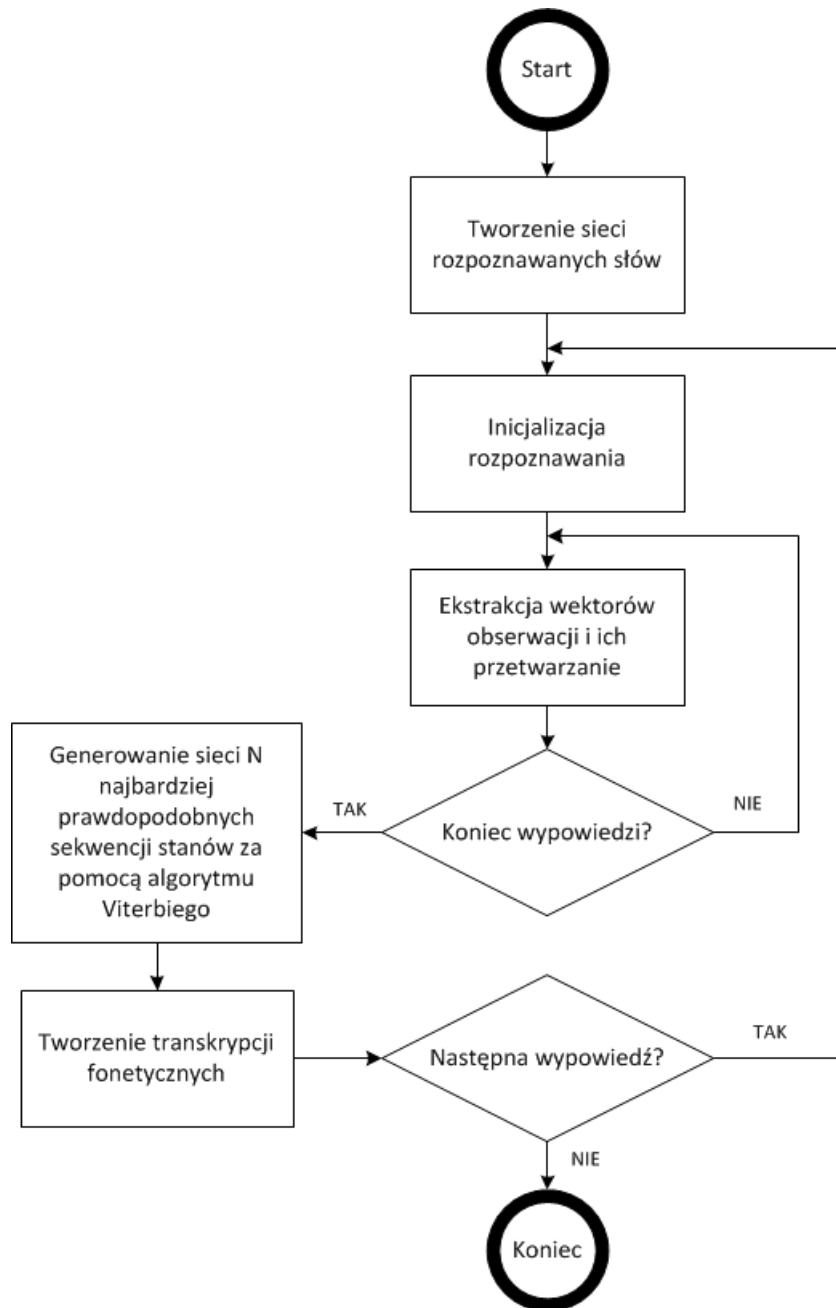 Start
Tworzenie sieci
rozpoznawanych słów
Inicjalizacja
rozpoznawania
Ekstrakcja wektorów
obserwacji i ich
przetwarzanie
Koniec wypowiedzi?
NIE
TAK
Generowanie sieci N
najbardziej
prawdopodobnych
sekwencji stanów za
pomocą algorytmu
Viterbiego
Tworzenie transkrypcji
fonetycznych
Następna wypowiedź?
TAK
NIE
Koniec